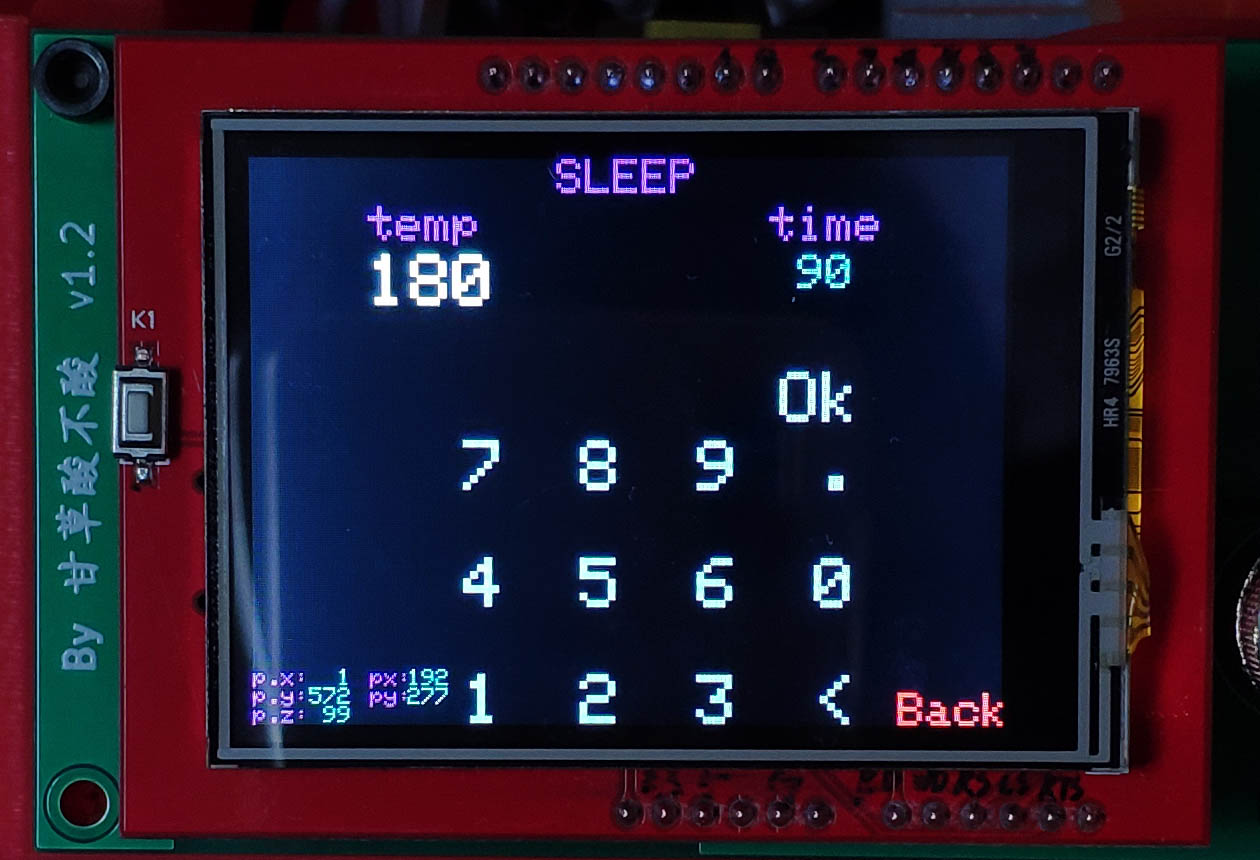 SLEEP
temp time
180 90
Ok
7 8 9 .
4 5 6 0
1 2 3 <
Back
p.x: 1 px:192
p.y:572 py:277
p.z: 99
K1
By 甘草酸不酸 v1.2
HR4 7963S G2/2